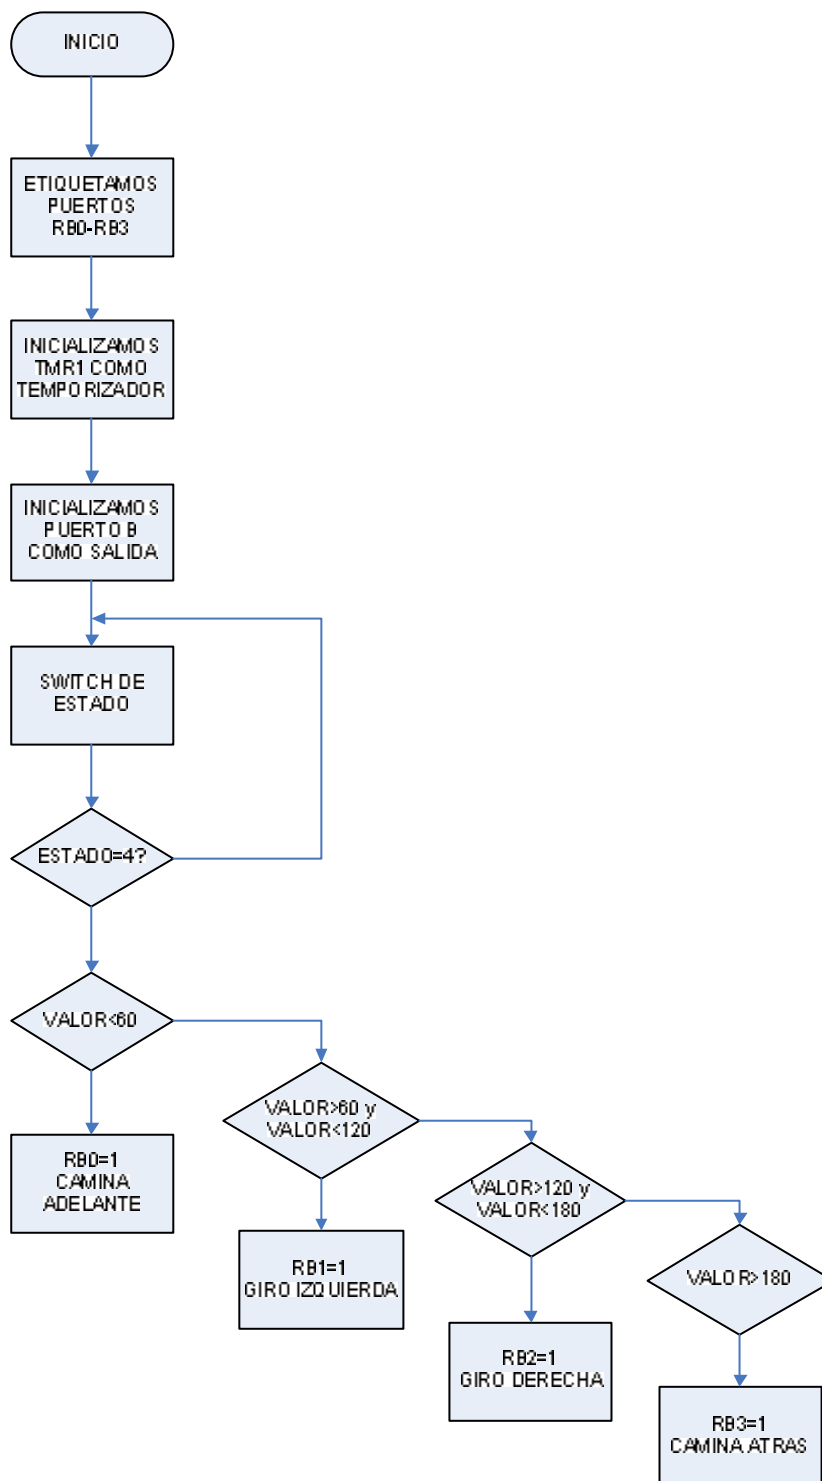 INICIO
ETIQUETAMOS
PUERTOS
RB0-RB3
INICIALIZAMOS
TMR1 COMO
TEMPORIZADOR
INICIALIZAMOS
PUERTO B
COMO SALIDA
SWITCH DE
ESTADO
ESTADO=4?
VALOR<60
RB0=1
CAMINA
ADELANTE
VALOR>60 y
VALOR<120
RB1=1
GIRO IZQUIERDA
VALOR>120 y
VALOR<180
RB2=1
GIRO DERECHA
VALOR>180
RB3=1
CAMINA ATRAS